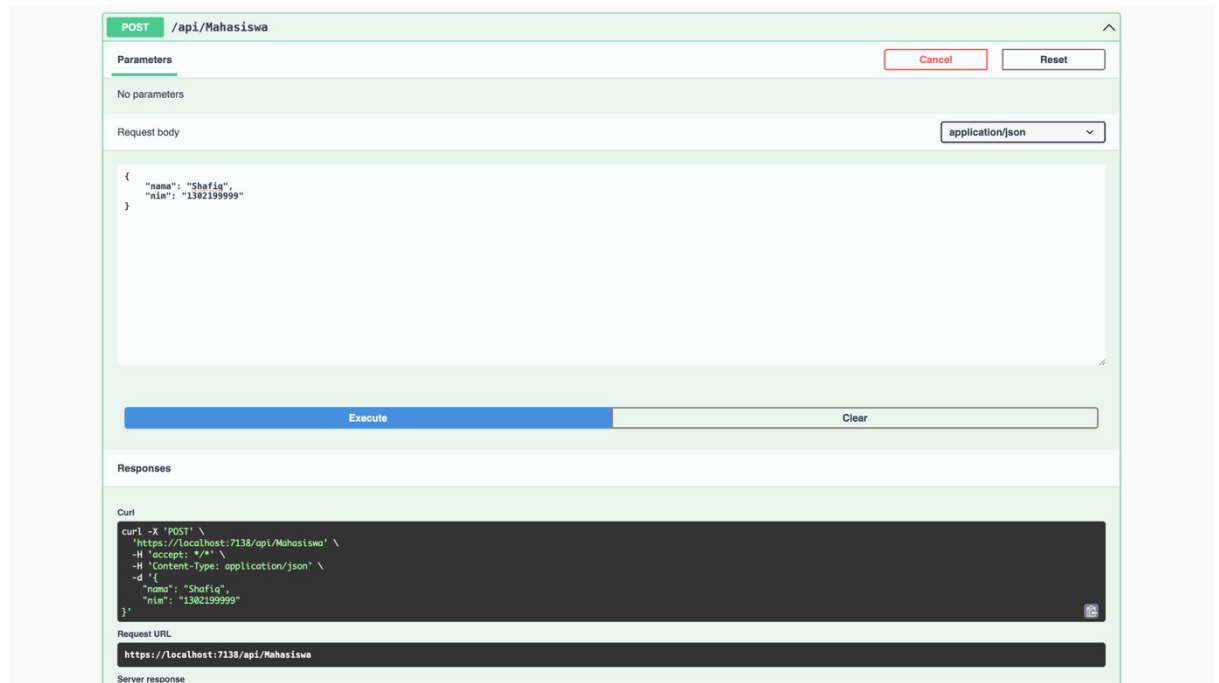 POST /api/Mahasiswa
Parameters
Cancel
Reset
No parameters
Request body
application/json
{
    "nama": "Shafiq",
    "nim": "1302199999"
}
Execute
Clear
Responses
Curl
curl -X 'POST' \
  'https://localhost:7138/api/Mahasiswa' \
  -H 'accept: */*' \
  -H 'Content-Type: application/json' \
  -d '{
    "nama": "Shafiq",
    "nim": "1302199999"
}'
Request URL
https://localhost:7138/api/Mahasiswa
Server response